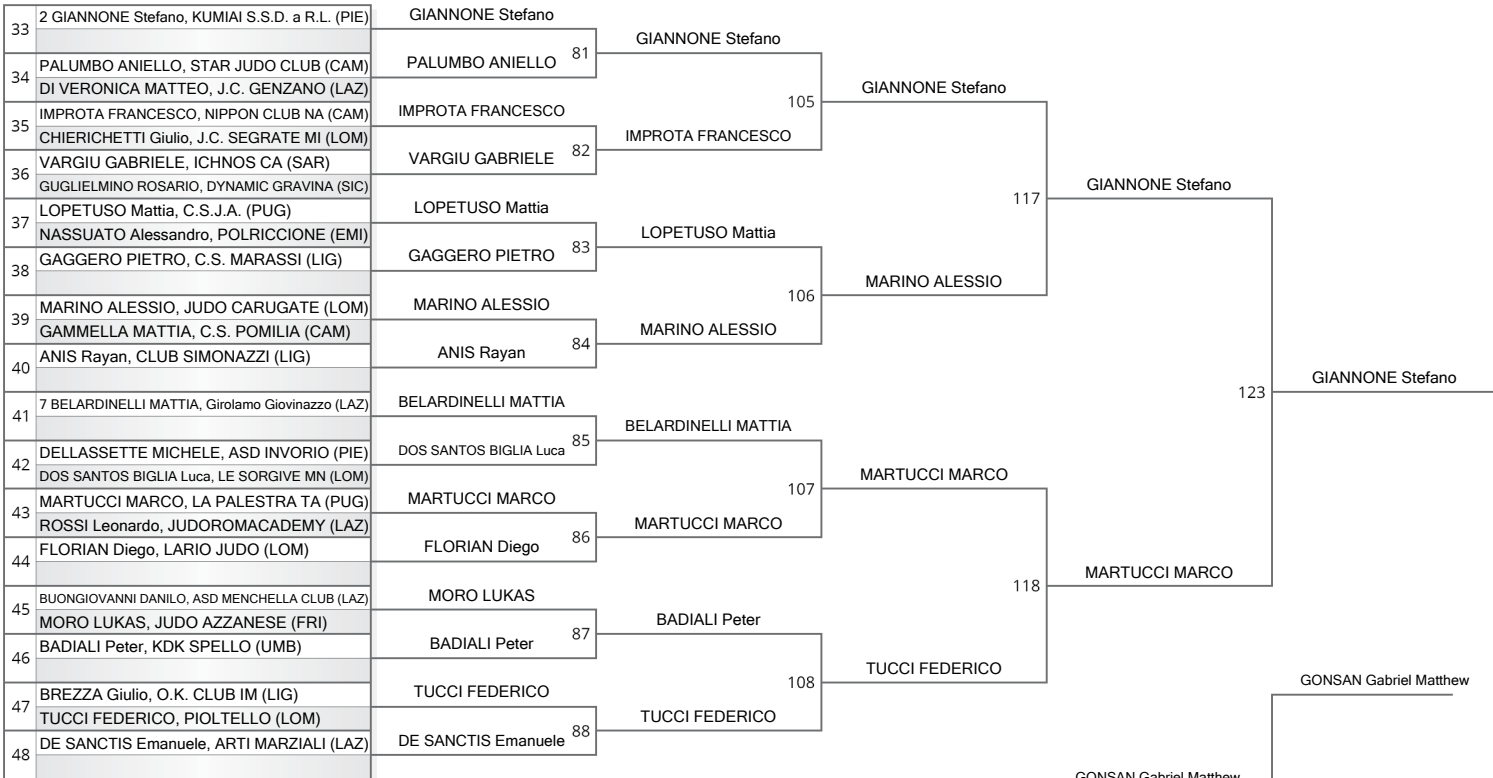 33
2 GIANNONE Stefano, KUMIAI S.S.D. a R.L. (PIE)
34
PALUMBO ANIELLO, STAR JUDO CLUB (CAM)
DI VERONICA MATTEO, J.C. GENZANO (LAZ)
35
IMPROTA FRANCESCO, NIPPON CLUB NA (CAM)
CHIERICHETTI Giulio, J.C. SEGRATE MI (LOM)
36
VARGIU GABRIELE, ICHNOS CA (SAR)
GUGLIELMINO ROSARIO, DYNAMIC GRAVINA (SIC)
37
LOPETUSO Mattia, C.S.J.A. (PUG)
NASSUATO Alessandro, POLRICCIONE (EMI)
38
GAGGERO PIETRO, C.S. MARASSI (LIG)
39
MARINO ALESSIO, JUDO CARUGATE (LOM)
GAMMELLA MATTIA, C.S. POMILIA (CAM)
40
ANIS Rayan, CLUB SIMONAZZI (LIG)
41
7 BELARDINELLI MATTIA, Girolamo Giovinazzo (LAZ)
42
DELLASSETTE MICHELE, ASD INVORIO (PIE)
DOS SANTOS BIGLIA Luca, LE SORGIVE MN (LOM)
43
MARTUCCI MARCO, LA PALESTRA TA (PUG)
ROSSI Leonardo, JUDOROMACADEMY (LAZ)
44
FLORIAN Diego, LARIO JUDO (LOM)
45
BUONGIOVANNI DANILO, ASD MENCHELLA CLUB (LAZ)
MORO LUKAS, JUDO AZZANESE (FRI)
46
BADIALI Peter, KDK SPELLO (UMB)
47
BREZZA Giulio, O.K. CLUB IM (LIG)
TUCCI FEDERICO, PIOLTELLO (LOM)
48
DE SANCTIS Emanuele, ARTI MARZIALI (LAZ)
GIANNONE Stefano
PALUMBO ANIELLO
81
IMPROTA FRANCESCO
VARGIU GABRIELE
82
LOPETUSO Mattia
GAGGERO PIETRO
83
MARINO ALESSIO
ANIS Rayan
84
BELARDINELLI MATTIA
DOS SANTOS BIGLIA Luca
85
MARTUCCI MARCO
FLORIAN Diego
86
MORO LUKAS
BADIALI Peter
87
TUCCI FEDERICO
DE SANCTIS Emanuele
88
GIANNONE Stefano
IMPROTA FRANCESCO
105
LOPETUSO Mattia
MARINO ALESSIO
106
BELARDINELLI MATTIA
MARTUCCI MARCO
107
BADIALI Peter
TUCCI FEDERICO
108
GIANNONE Stefano
MARINO ALESSIO
117
MARTUCCI MARCO
TUCCI FEDERICO
118
GIANNONE Stefano
MARTUCCI MARCO
123
GIANNONE Stefano
GONSAN Gabriel Matthew
GONSAN Gabriel Matthew